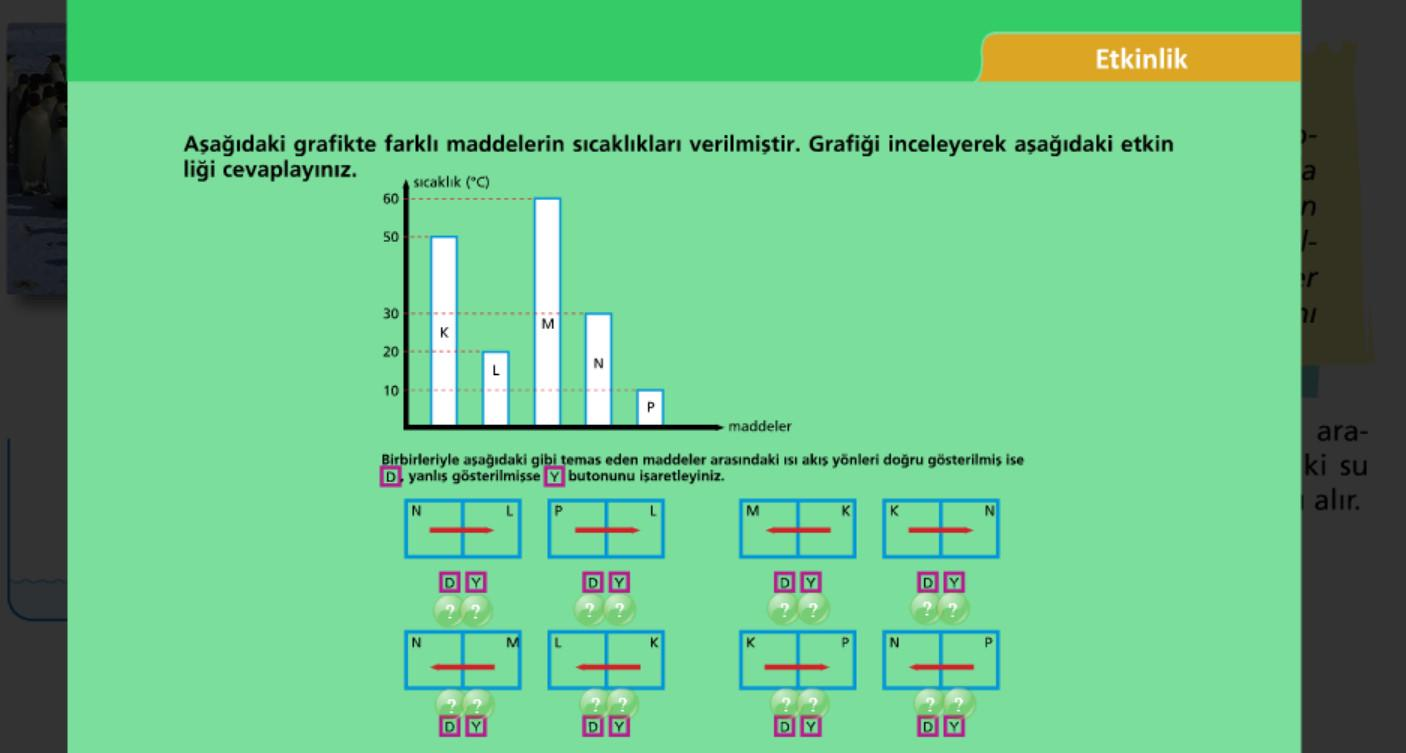 Etkinlik
Aşağıdaki grafikte farklı maddelerin sıcaklıkları verilmiştir. Grafiği inceleyerek aşağıdaki etkin
liği cevaplayınız.
sıcaklık (°C)
60
50
30
20
10
K
L
M
N
P
maddeler
Birbirleriyle aşağıdaki gibi temas eden maddeler arasındaki ısı akış yönleri doğru gösterilmiş ise
D, yanlış gösterilmişse Y butonunu işaretleyiniz.
N L P L M K K N
D Y D Y D Y D Y
? ? ? ? ? ? ? ?
N M L K K P N P
? ? ? ? ? ? ? ?
D Y D Y D Y D Y
ara-
ki su
alır.